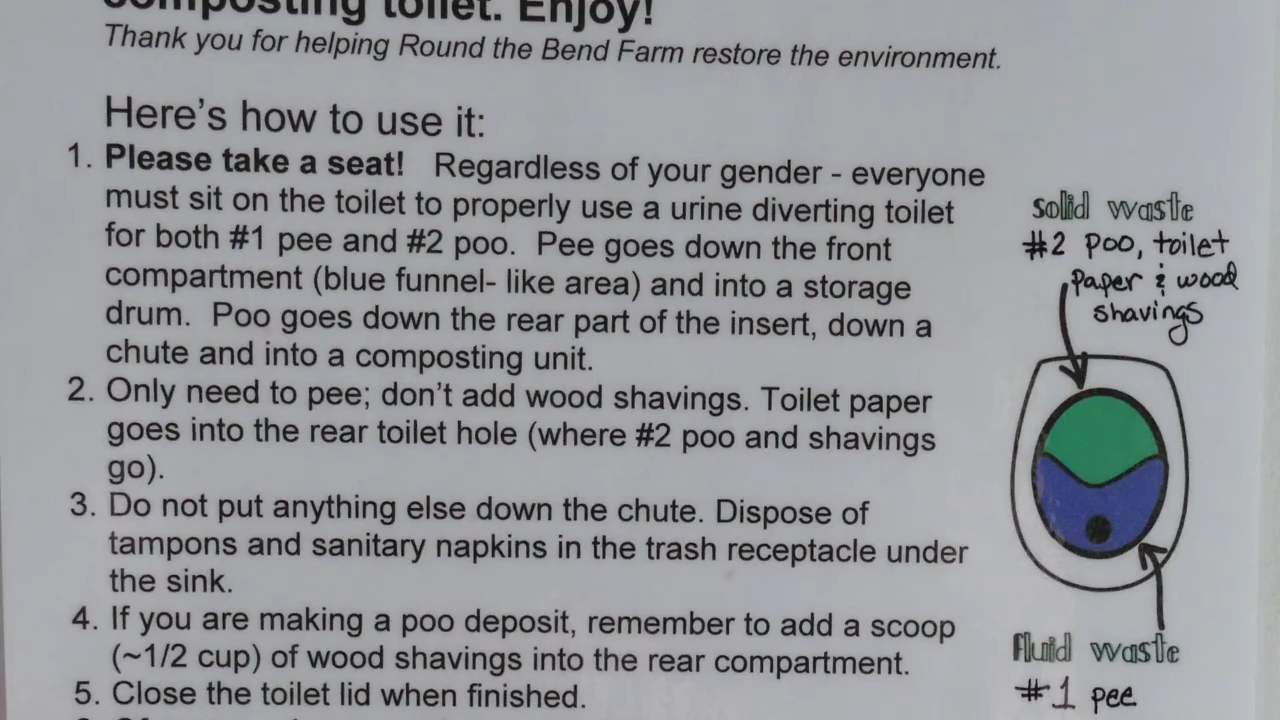 composting toilet. Enjoy!
Thank you for helping Round the Bend Farm restore the environment.
Here's how to use it:
1. Please take a seat! Regardless of your gender - everyone
must sit on the toilet to properly use a urine diverting toilet
for both #1 pee and #2 poo. Pee goes down the front
compartment (blue funnel- like area) and into a storage
drum. Poo goes down the rear part of the insert, down a
chute and into a composting unit.
2. Only need to pee; don't add wood shavings. Toilet paper
goes into the rear toilet hole (where #2 poo and shavings
go).
3. Do not put anything else down the chute. Dispose of
tampons and sanitary napkins in the trash receptacle under
the sink.
4. If you are making a poo deposit, remember to add a scoop
(~1/2 cup) of wood shavings into the rear compartment.
5. Close the toilet lid when finished.
solid waste
#2 poo, toilet
paper & wood
shavings
fluid waste
#1 pee